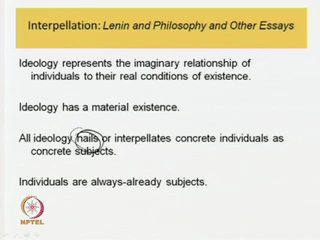 Interpellation: Lenin and Philosophy and Other Essays
Ideology represents the imaginary relationship of
individuals to their real conditions of existence.
Ideology has a material existence.
All ideology hails or interpellates concrete individuals as
concrete subjects.
Individuals are always-already subjects.
NPTEL